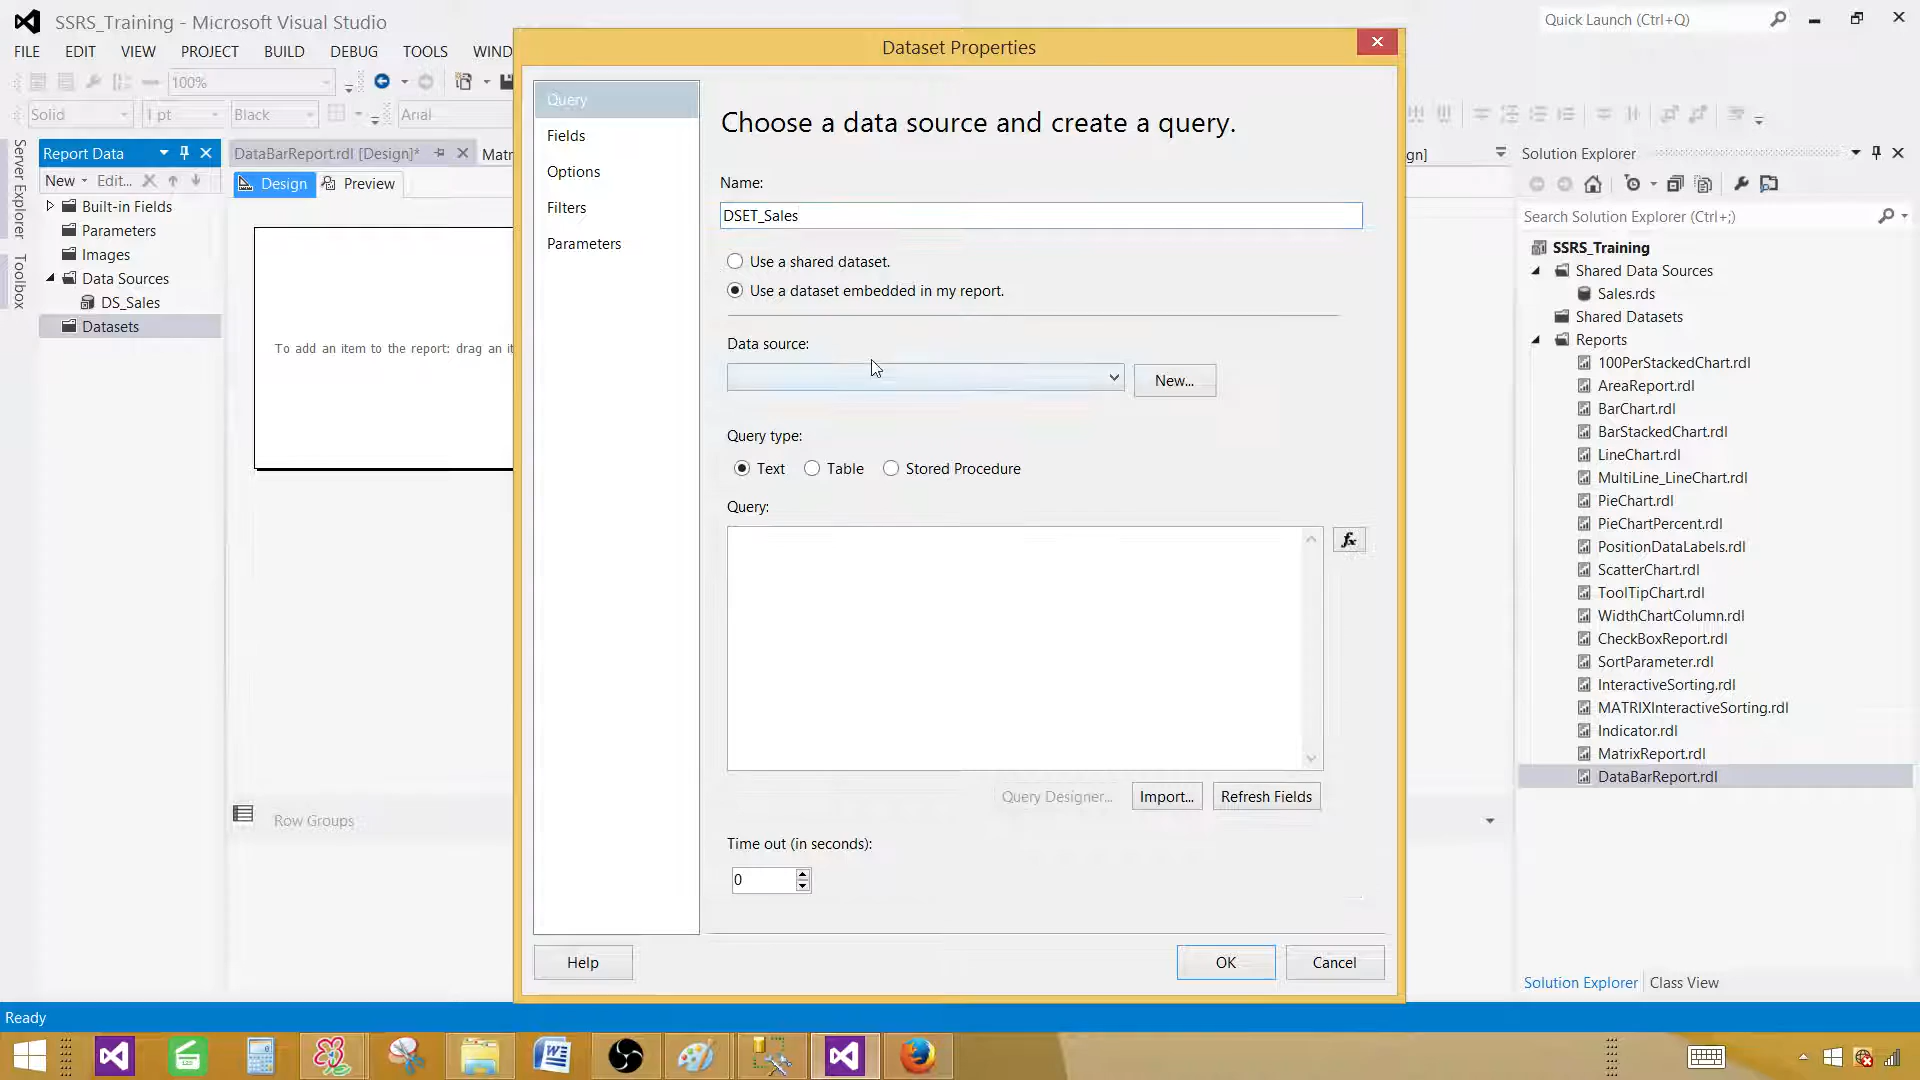 SSRS_Training - Microsoft Visual Studio
Quick Launch (Ctrl+Q)
FILE EDIT VIEW PROJECT BUILD DEBUG TOOLS WIND
100%
Solid 1 pt Black Arial
Server Explorer
Toolbox
Report Data
New Edit...
Built-in Fields
Parameters
Images
Data Sources
DS_Sales
Datasets
DataBarReport.rdl [Design]* Matr
Design Preview
To add an item to the report: drag an it
Row Groups
Dataset Properties
Query
Fields
Options
Filters
Parameters
Choose a data source and create a query.
Name:
DSET_Sales
Use a shared dataset.
Use a dataset embedded in my report.
Data source:
New...
Query type:
Text Table Stored Procedure
Query:
fx
Query Designer... Import... Refresh Fields
Time out (in seconds):
0
Help OK Cancel
gn]
Solution Explorer
Search Solution Explorer (Ctrl+;)
SSRS_Training
Shared Data Sources
Sales.rds
Shared Datasets
Reports
100PerStackedChart.rdl
AreaReport.rdl
BarChart.rdl
BarStackedChart.rdl
LineChart.rdl
MultiLine_LineChart.rdl
PieChart.rdl
PieChartPercent.rdl
PositionDataLabels.rdl
ScatterChart.rdl
ToolTipChart.rdl
WidthChartColumn.rdl
CheckBoxReport.rdl
SortParameter.rdl
InteractiveSorting.rdl
MATRIXInteractiveSorting.rdl
Indicator.rdl
MatrixReport.rdl
DataBarReport.rdl
Solution Explorer Class View
Ready